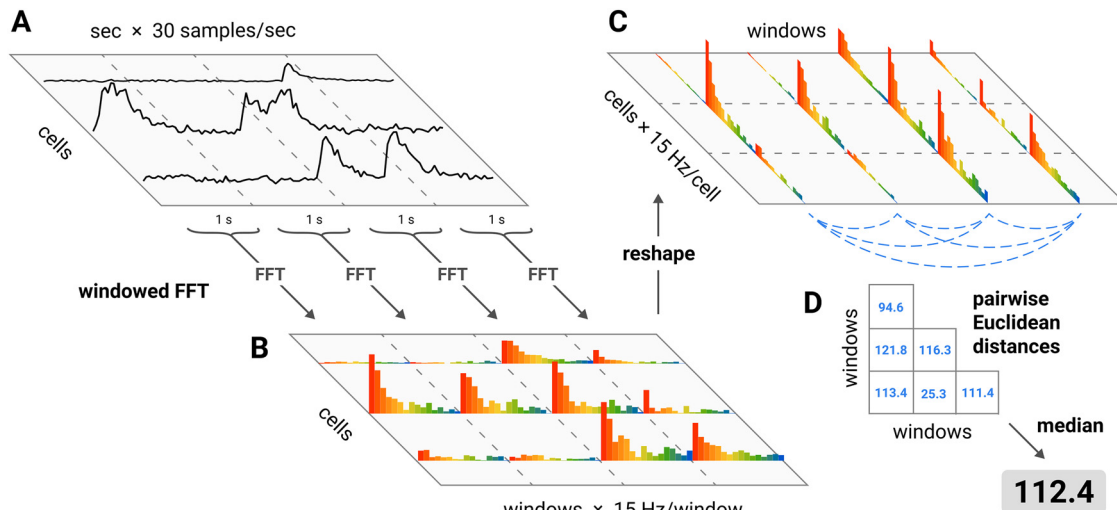 A
sec × 30 samples/sec
cells
1 s
1 s
1 s
1 s
windowed FFT
FFT
FFT
FFT
FFT
B
cells
windows × 15 Hz/window
reshape
C
windows
cells × 15 Hz/cell
D
windows
94.6
121.8 116.3
113.4 25.3 111.4
windows
pairwise
Euclidean
distances
median
112.4